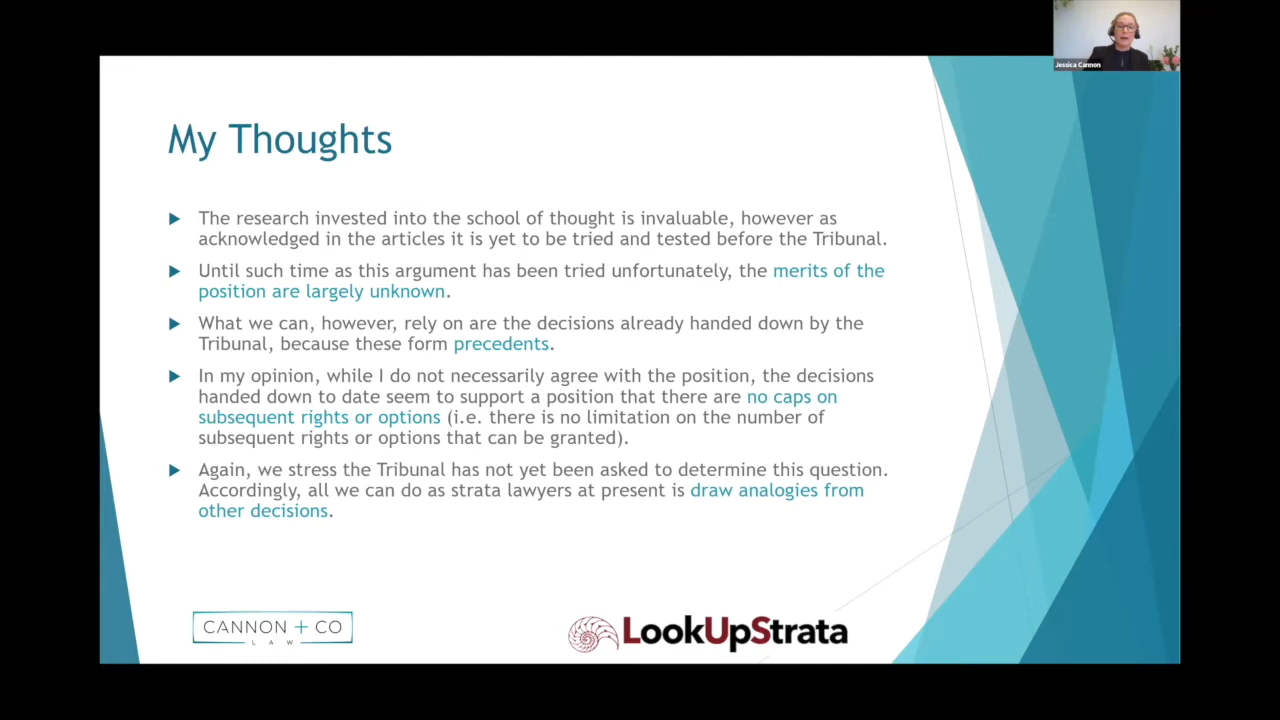 Jessica Cannon
My Thoughts
The research invested into the school of thought is invaluable, however as
acknowledged in the articles it is yet to be tried and tested before the Tribunal.
Until such time as this argument has been tried unfortunately, the merits of the
position are largely unknown.
What we can, however, rely on are the decisions already handed down by the
Tribunal, because these form precedents.
In my opinion, while I do not necessarily agree with the position, the decisions
handed down to date seem to support a position that there are no caps on
subsequent rights or options (i.e. there is no limitation on the number of
subsequent rights or options that can be granted).
Again, we stress the Tribunal has not yet been asked to determine this question.
Accordingly, all we can do as strata lawyers at present is draw analogies from
other decisions.
CANNON + CO
LAW
LookUpStrata